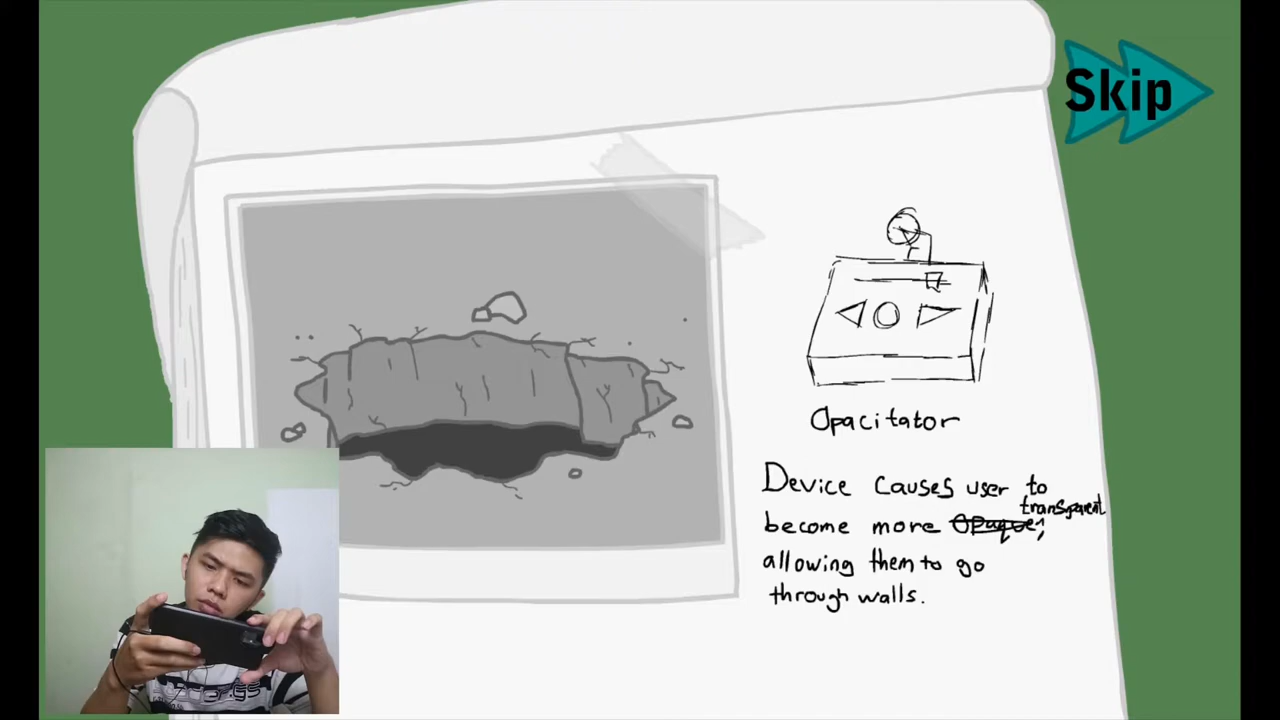 Skip
Opacitator
Device causes user to
transparent
become more Opaque,
allowing them to go
through walls.